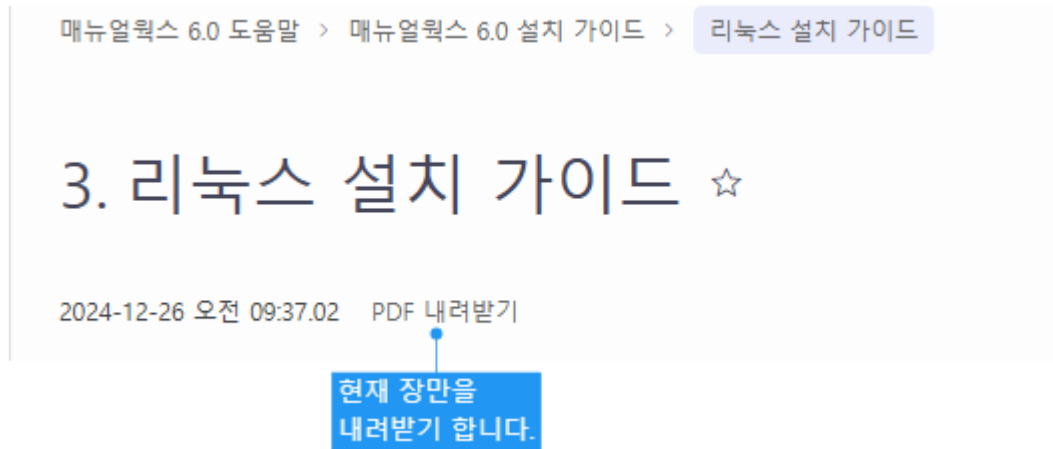 매뉴얼웍스 6.0 도움말 > 매뉴얼웍스 6.0 설치 가이드 > 리눅스 설치 가이드
3. 리눅스 설치 가이드 ☆
2024-12-26 오전 09:37.02 PDF 내려받기
현재 장만을
내려받기 합니다.